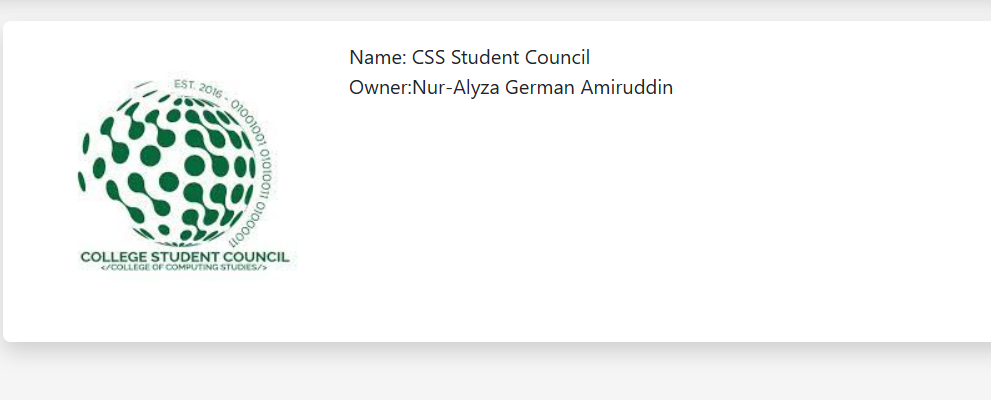 Name: CSS Student Council
Owner:Nur-Alyza German Amiruddin
EST. 2016 - 01001001 01010011 01000011
COLLEGE STUDENT COUNCIL
</COLLEGE OF COMPUTING STUDIES/>